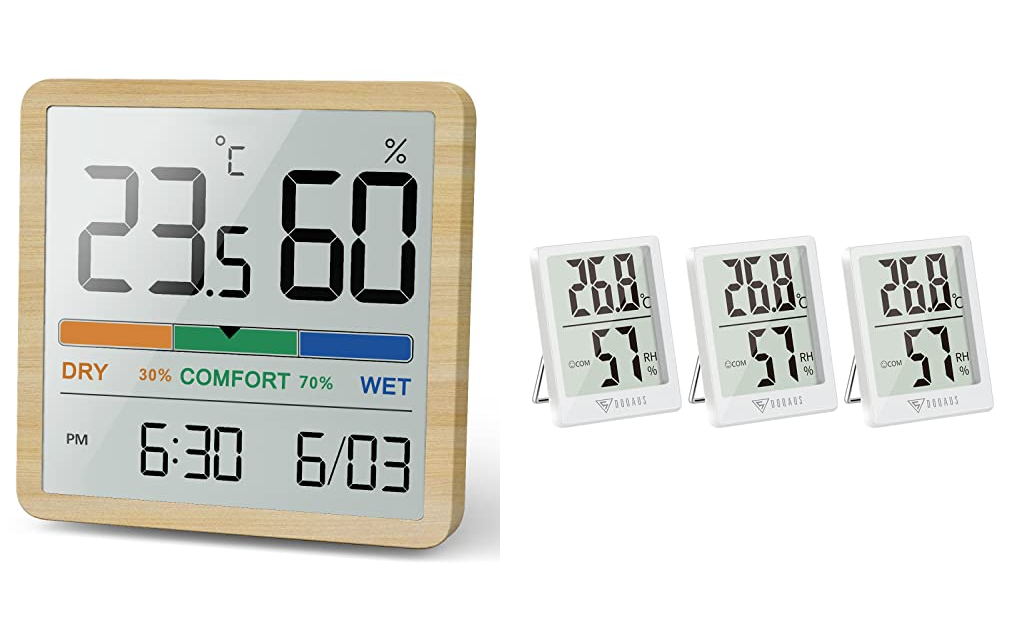 °C %
23.5 60
DRY 30% COMFORT 70% WET
PM 6:30 6/03
26.8°C
☺COM 57 RH %
DOQAUS
26.8°C
☺COM 57 RH %
DOQAUS
26.8°C
☺COM 57 RH %
DOQAUS